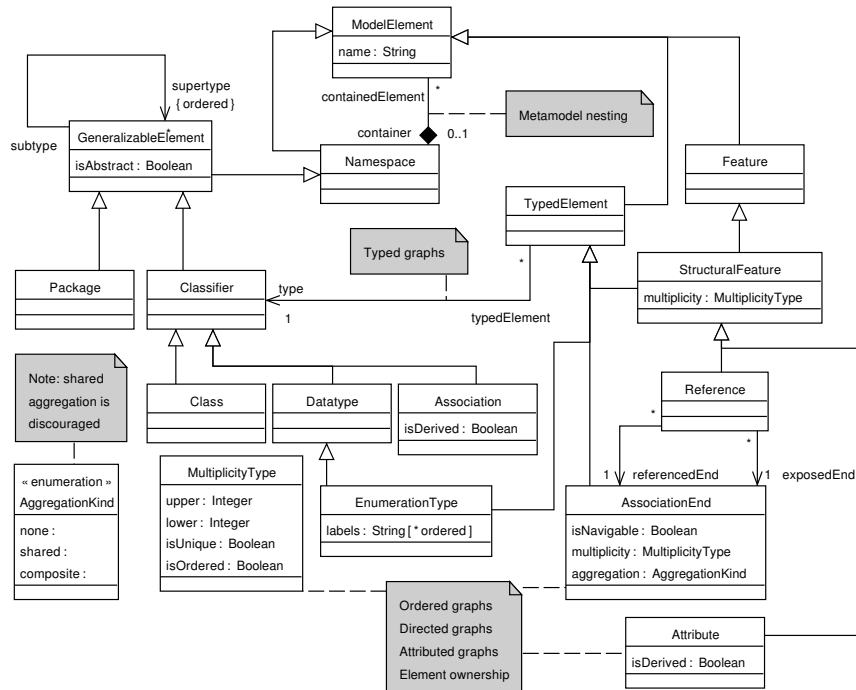 ModelElement
name : String
supertype
{ ordered }
*
containedElement
*
GeneralizableElement
subtype
isAbstract : Boolean
container
0..1
Metamodel nesting
Namespace
Feature
TypedElement
Typed graphs
*
StructuralFeature
multiplicity : MultiplicityType
Package
Classifier
type
1
typedElement
Note: shared
aggregation is
discouraged
Class
Datatype
Association
isDerived : Boolean
Reference
*
*
1
referencedEnd
1
exposedEnd
« enumeration »
AggregationKind
none :
shared :
composite :
MultiplicityType
upper : Integer
lower : Integer
isUnique : Boolean
isOrdered : Boolean
EnumerationType
labels : String [ * ordered ]
AssociationEnd
isNavigable : Boolean
multiplicity : MultiplicityType
aggregation : AggregationKind
Ordered graphs
Directed graphs
Attributed graphs
Element ownership
Attribute
isDerived : Boolean